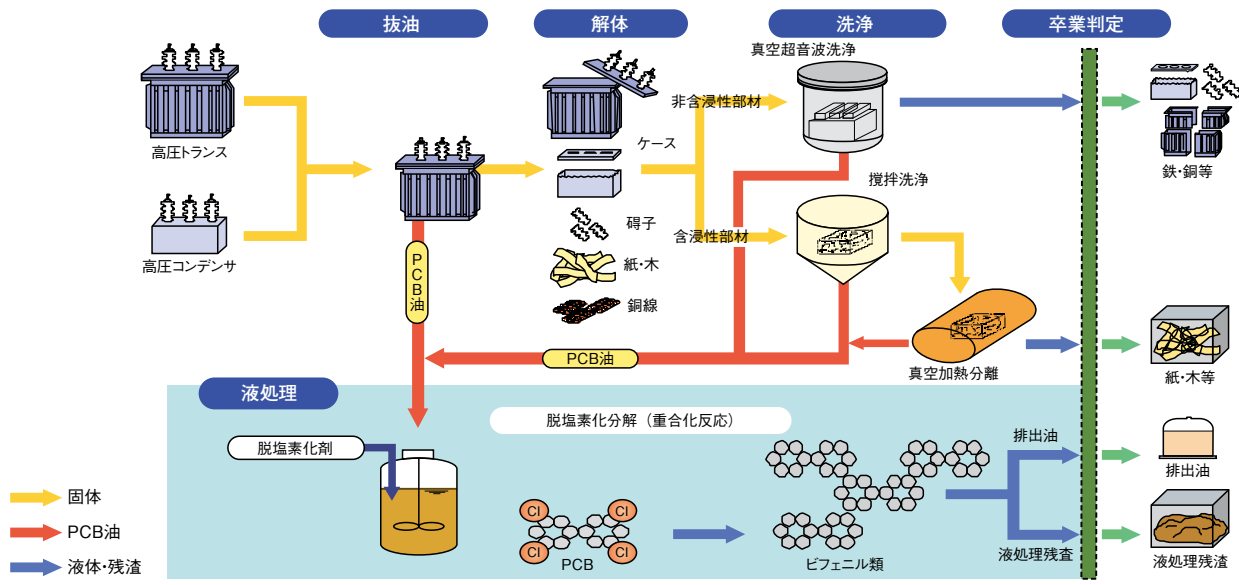 抜油
解体
洗浄
卒業判定
真空超音波洗浄
非含浸性部材
高圧トランス
ケース
鉄・銅等
撹拌洗浄
碍子
含浸性部材
高圧コンデンサ
PCB油
紙・木
銅線
PCB油
真空加熱分離
紙・木等
液処理
脱塩素化分解（重合化反応）
脱塩素化剤
排出油
排出油
固体
PCB油
液体・残渣
Cl
Cl
Cl
Cl
PCB
ビフェニル類
液処理残査
液処理残渣